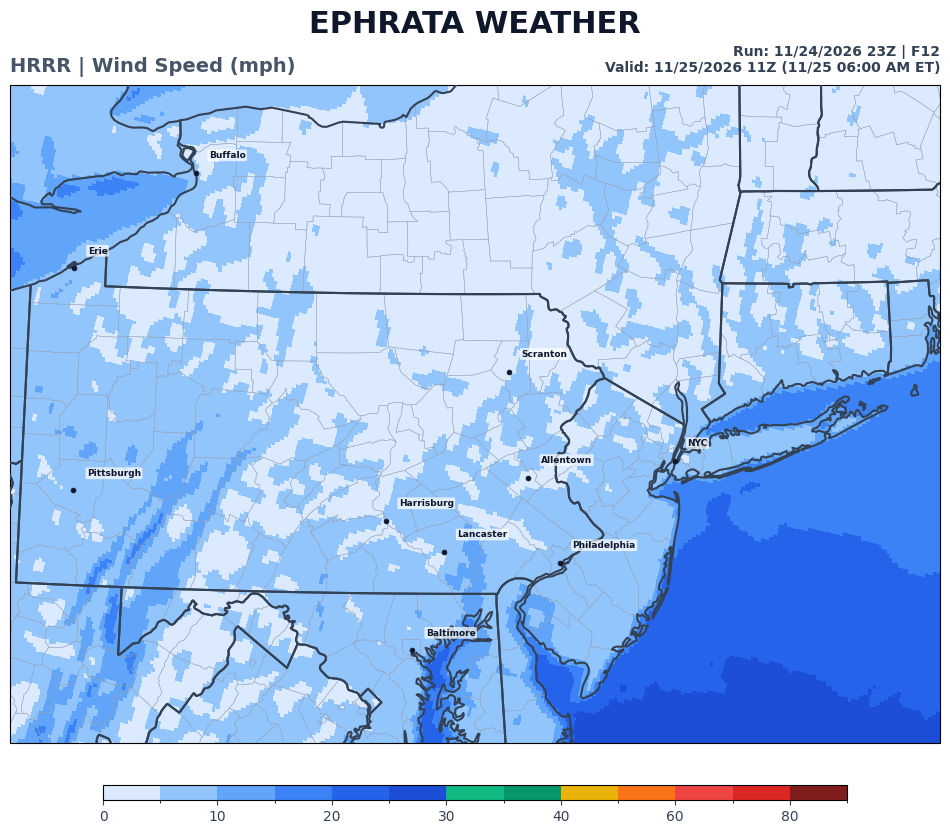 EPHRATA WEATHER
HRRR | Wind Speed (mph)
Run: 11/24/2026 23Z | F12
Valid: 11/25/2026 11Z (11/25 06:00 AM ET)
Buffalo
Erie
Scranton
NYC
Allentown
Pittsburgh
Harrisburg
Lancaster
Philadelphia
Baltimore
0 10 20 30 40 50 60 70 80